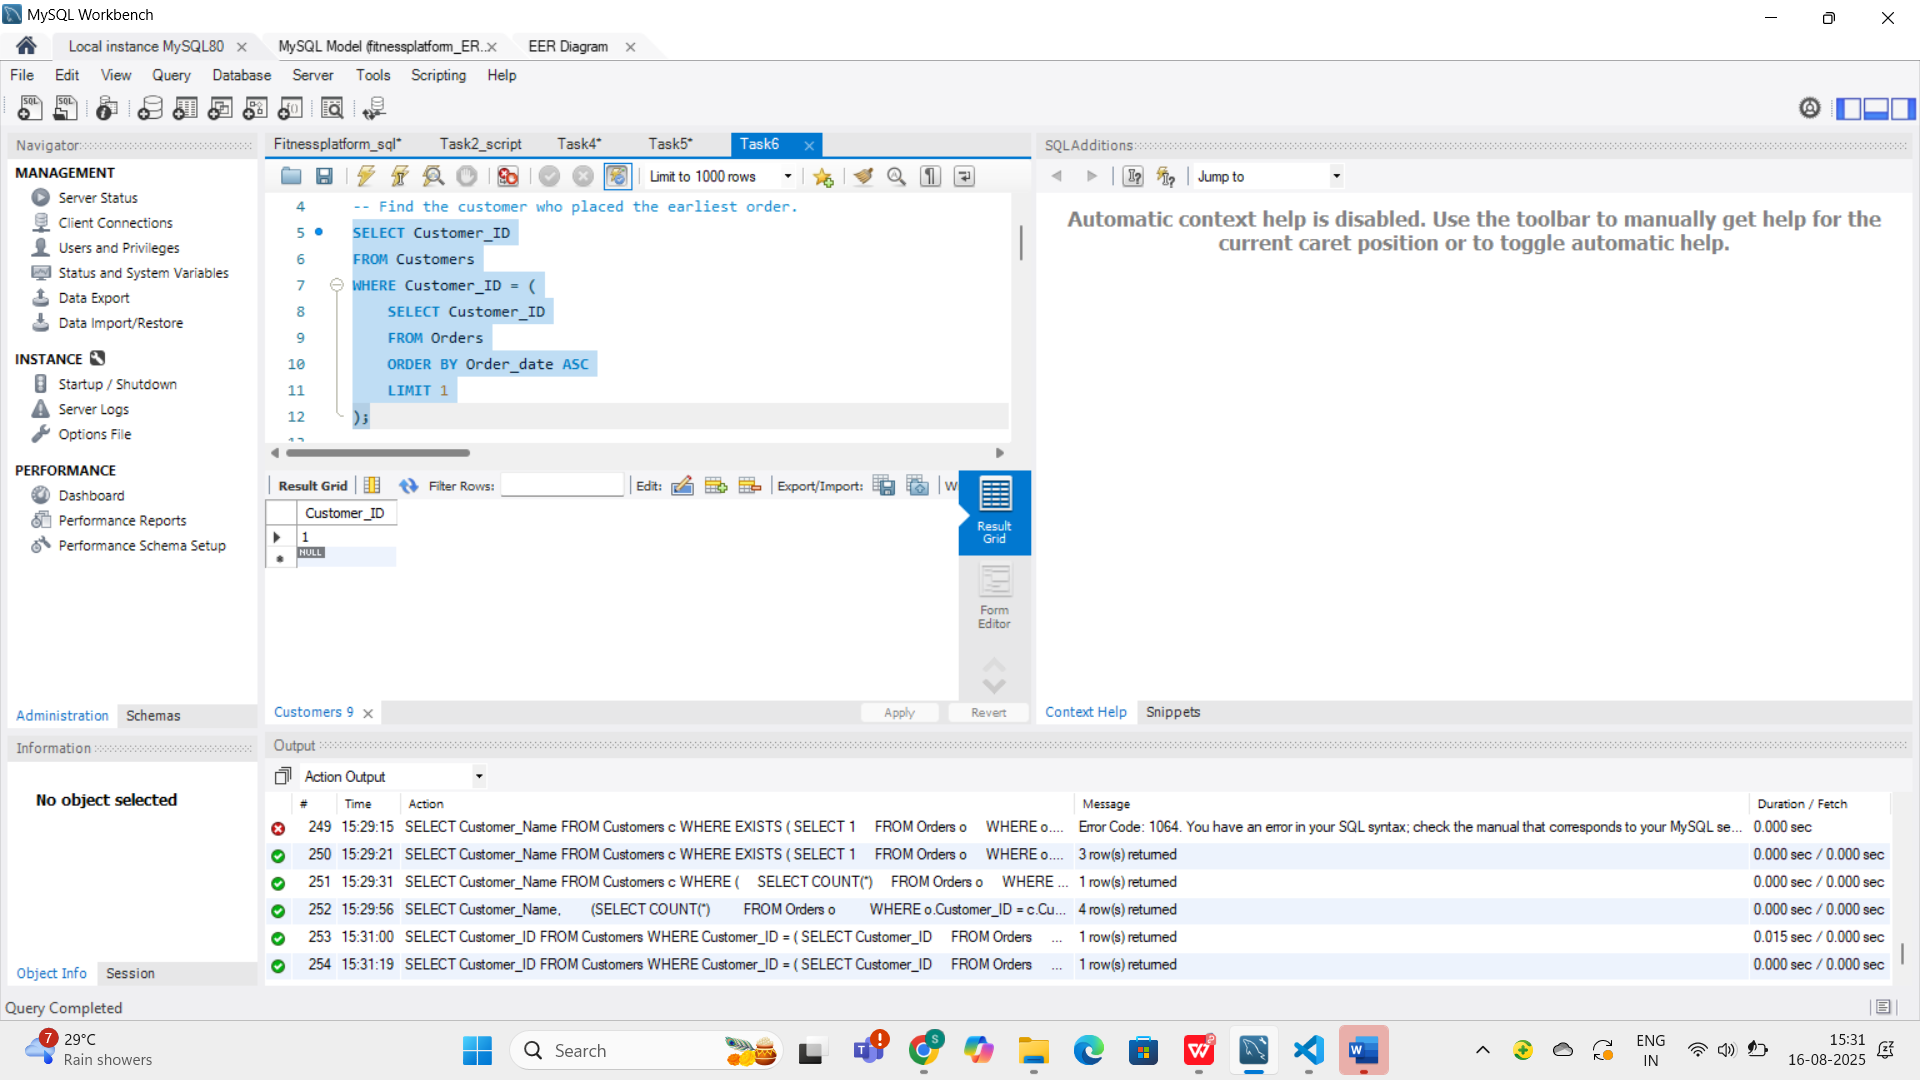 MySQL Workbench
Local instance MySQL80
MySQL Model (fitnessplatform_ER..
EER Diagram
File Edit View Query Database Server Tools Scripting Help
Navigator
MANAGEMENT
Server Status
Client Connections
Users and Privileges
Status and System Variables
Data Export
Data Import/Restore
INSTANCE
Startup / Shutdown
Server Logs
Options File
PERFORMANCE
Dashboard
Performance Reports
Performance Schema Setup
Administration Schemas
Information
No object selected
Object Info Session
Fitnessplatform_sql* Task2_script Task4* Task5* Task6
Limit to 1000 rows
4 -- Find the customer who placed the earliest order.
5 SELECT Customer_ID
6 FROM Customers
7 WHERE Customer_ID = (
8 SELECT Customer_ID
9 FROM Orders
10 ORDER BY Order_date ASC
11 LIMIT 1
12 );
Result Grid Filter Rows: Edit: Export/Import:
Customer_ID
1
NULL
Result Grid
Form Editor
Customers 9 Apply Revert
SQLAdditions
Jump to
Automatic context help is disabled. Use the toolbar to manually get help for the
current caret position or to toggle automatic help.
Context Help Snippets
Output
Action Output
# Time Action Message Duration / Fetch
249 15:29:15 SELECT Customer_Name FROM Customers c WHERE EXISTS ( SELECT 1 FROM Orders o WHERE o.... Error Code: 1064. You have an error in your SQL syntax; check the manual that corresponds to your MySQL se... 0.000 sec
250 15:29:21 SELECT Customer_Name FROM Customers c WHERE EXISTS ( SELECT 1 FROM Orders o WHERE o.... 3 row(s) returned 0.000 sec / 0.000 sec
251 15:29:31 SELECT Customer_Name FROM Customers c WHERE ( SELECT COUNT(*) FROM Orders o WHERE ... 1 row(s) returned 0.000 sec / 0.000 sec
252 15:29:56 SELECT Customer_Name, (SELECT COUNT(*) FROM Orders o WHERE o.Customer_ID = c.Cu... 4 row(s) returned 0.000 sec / 0.000 sec
253 15:31:00 SELECT Customer_ID FROM Customers WHERE Customer_ID = ( SELECT Customer_ID FROM Orders ... 1 row(s) returned 0.015 sec / 0.000 sec
254 15:31:19 SELECT Customer_ID FROM Customers WHERE Customer_ID = ( SELECT Customer_ID FROM Orders ... 1 row(s) returned 0.000 sec / 0.000 sec
Query Completed
7
29°C
Rain showers
Search
S
ENG
IN
15:31
16-08-2025